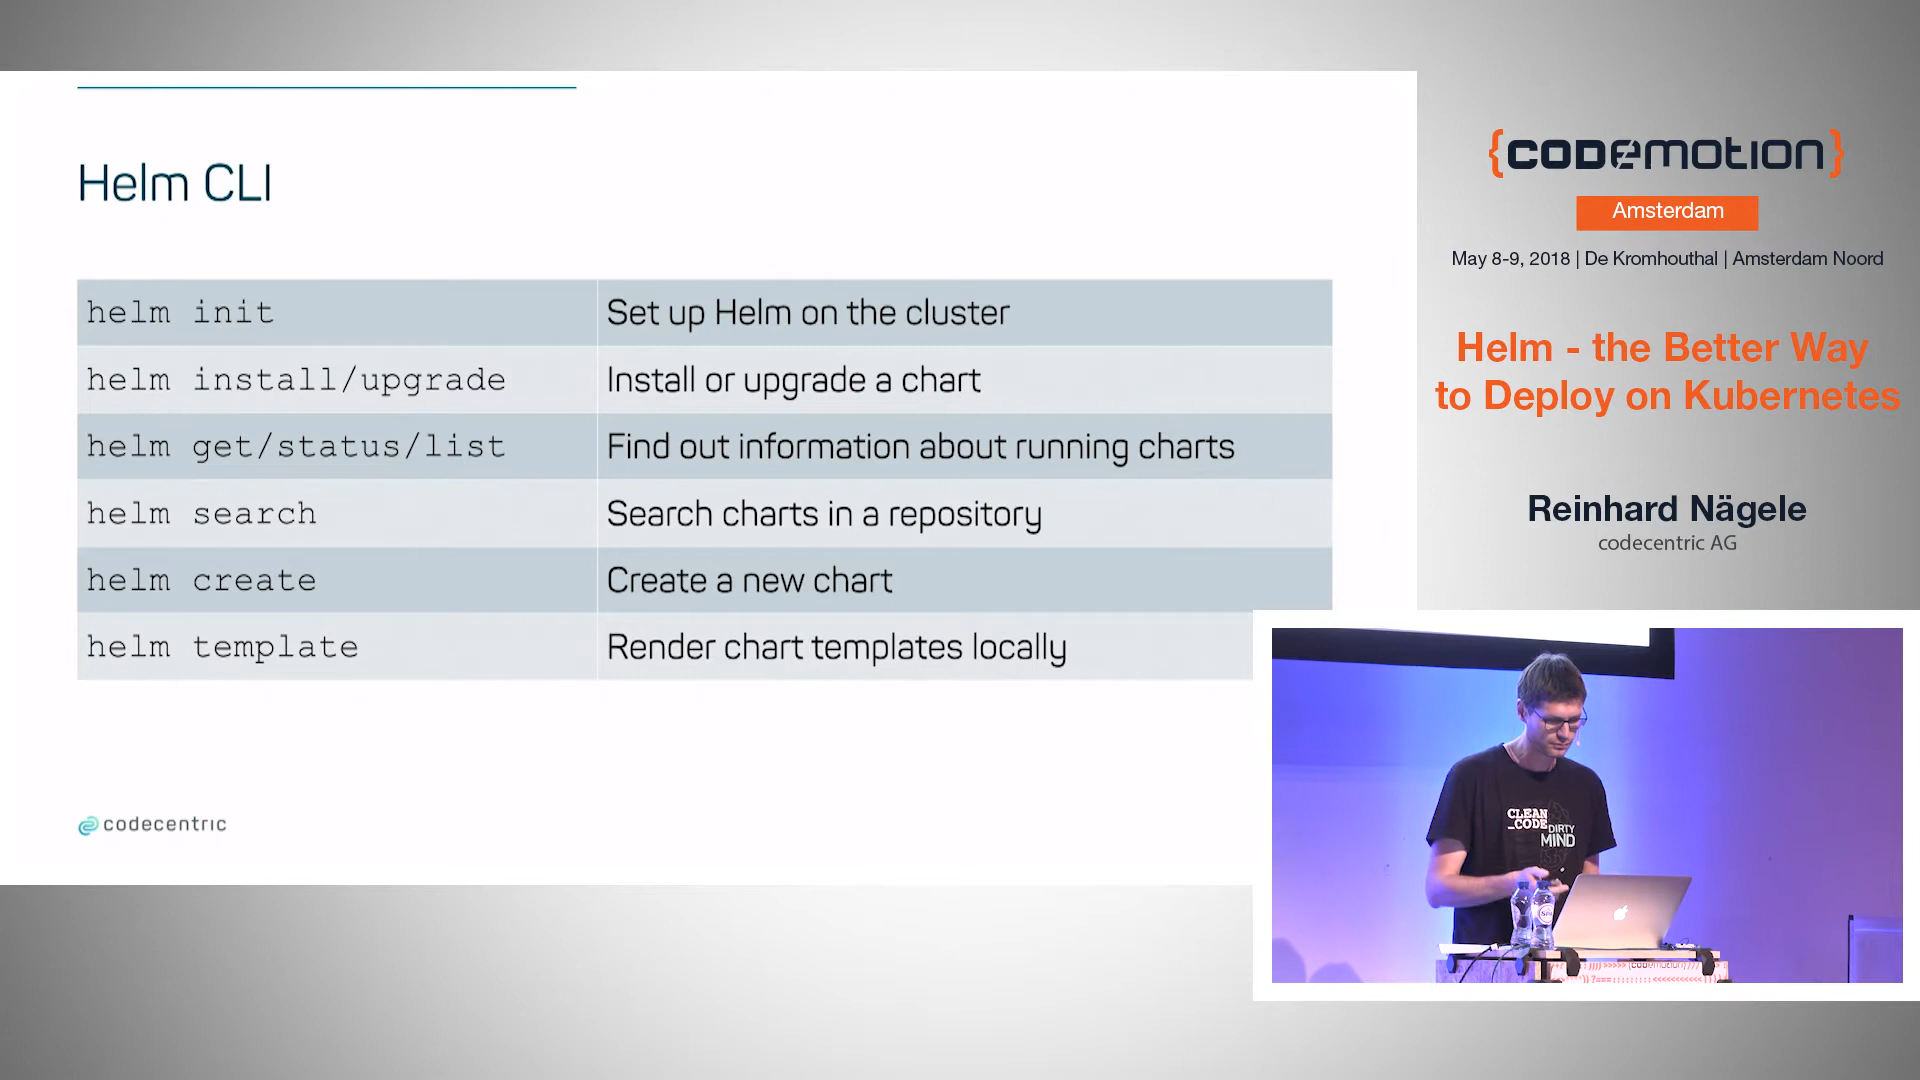 Helm CLI
helm init Set up Helm on the cluster
helm install/upgrade Install or upgrade a chart
helm get/status/list Find out information about running charts
helm search Search charts in a repository
helm create Create a new chart
helm template Render chart templates locally
codecentric
{CODEMOTION}
Amsterdam
May 8-9, 2018 | De Kromhouthal | Amsterdam Noord
Helm - the Better Way
to Deploy on Kubernetes
Reinhard Nägele
codecentric AG
CLEAN
_CODE
DIRTY
MIND
SPA
{CODEMOTION}